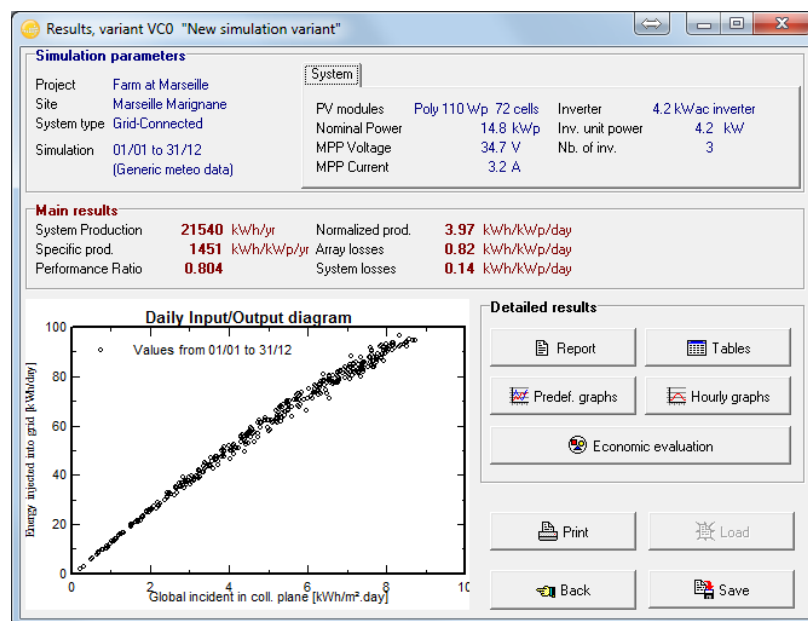 Results, variant VC0 "New simulation variant"
Simulation parameters
Project Farm at Marseille
Site Marseille Marignane
System type Grid-Connected
Simulation 01/01 to 31/12
(Generic meteo data)
System
PV modules Poly 110 Wp 72 cells Inverter 4.2 kWac inverter
Nominal Power 14.8 kWp Inv. unit power 4.2 kW
MPP Voltage 34.7 V Nb. of inv. 3
MPP Current 3.2 A
Main results
System Production 21540 kWh/yr Normalized prod. 3.97 kWh/kWp/day
Specific prod. 1451 kWh/kWp/yr Array losses 0.82 kWh/kWp/day
Performance Ratio 0.804 System losses 0.14 kWh/kWp/day
Daily Input/Output diagram
Values from 01/01 to 31/12
Energy injected into grid [kWh/day]
100
80
60
40
20
0
0 2 4 6 8 10
Global incident in coll. plane [kWh/m².day]
Detailed results
Report Tables
Predef. graphs Hourly graphs
Economic evaluation
Print Load
Back Save